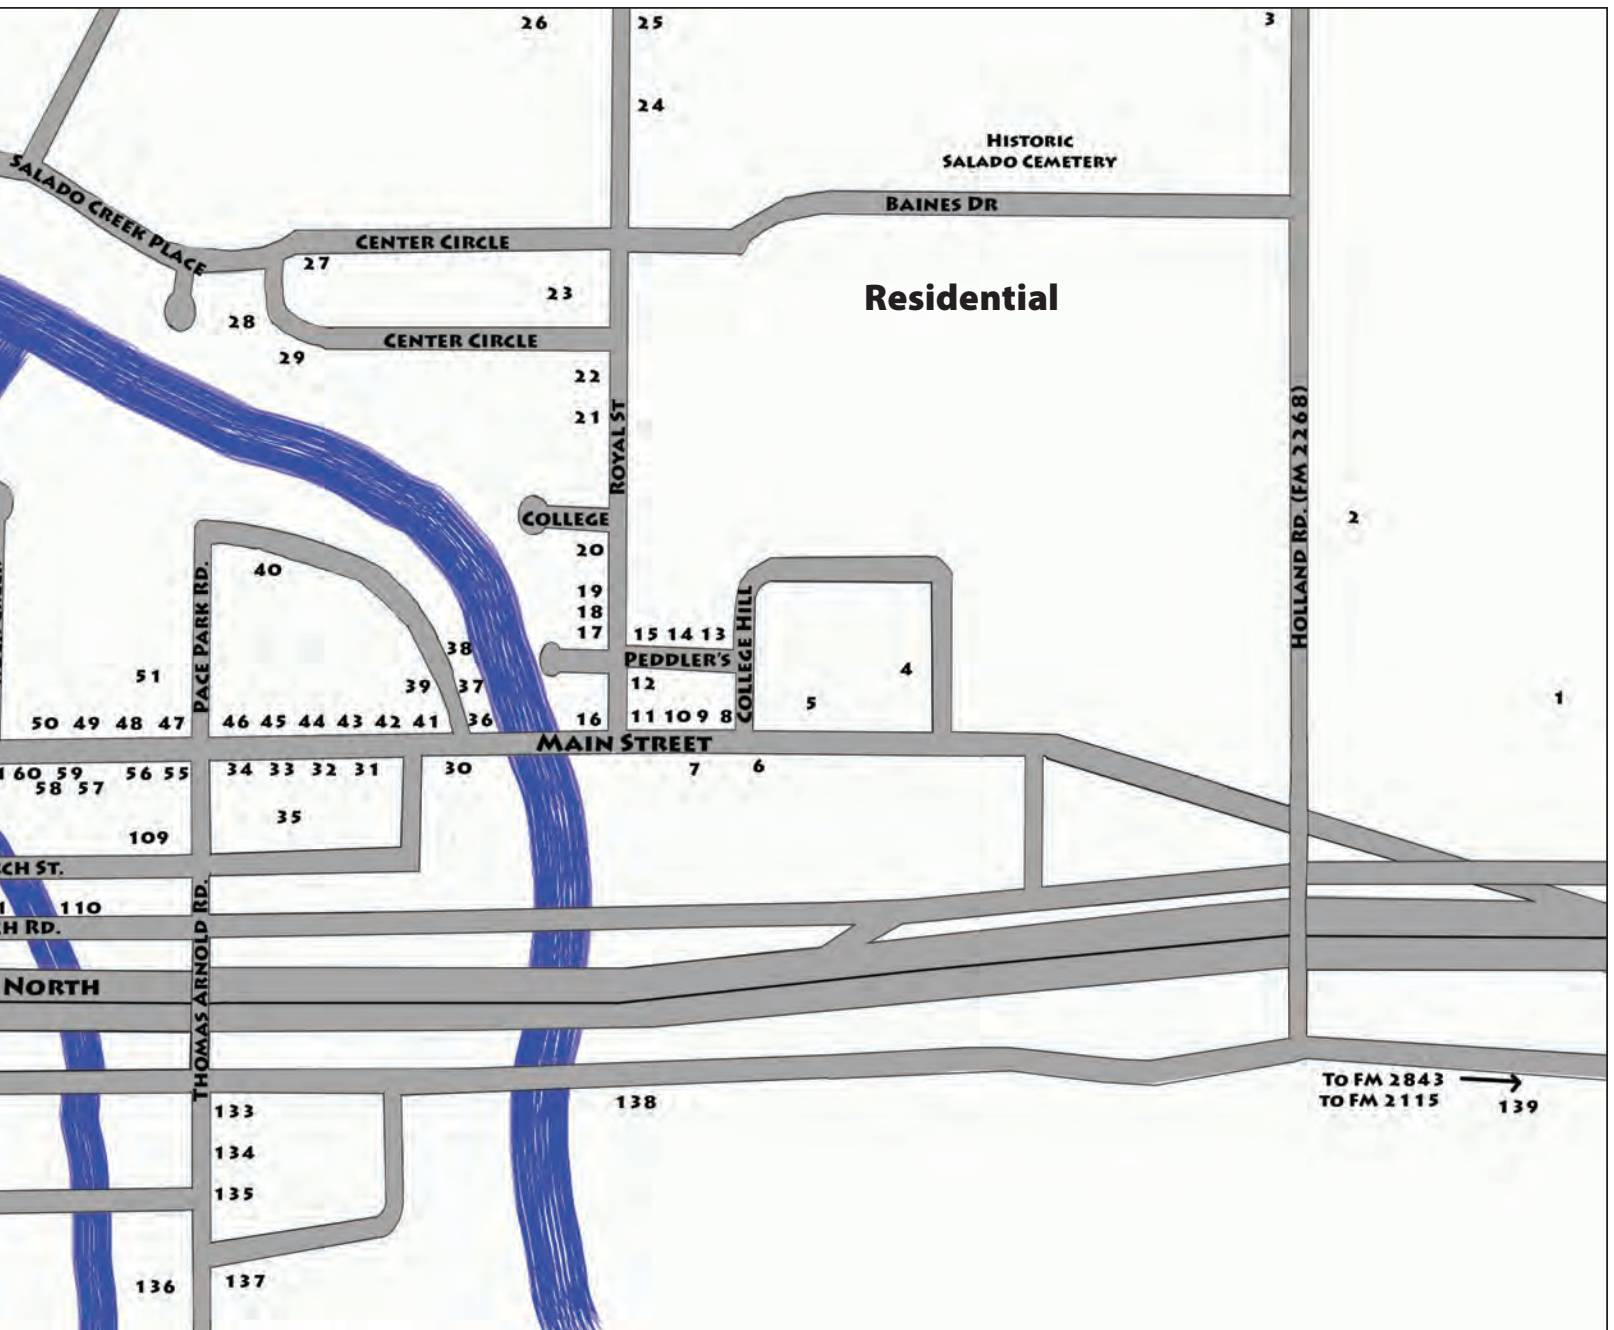 26
25
3
24
HISTORIC
SALADO CEMETERY
SALADO CREEK PLACE
BAINES DR
CENTER CIRCLE
27
23
Residential
28
CENTER CIRCLE
29
22
21
ROYAL ST
HOLLAND RD. (FM 2268)
COLLEGE
2
20
40
PACE PARK RD.
19
18
17
15 14 13
COLLEGE HILL
38
PEDDLER'S
51
39
37
12
4
5
1
50 49 48 47
46 45 44 43 42 41
36
16
11 10 9 8
MAIN STREET
60 59
56 55
34 33 32 31
30
7
6
58 57
35
109
CH ST.
110
H RD.
THOMAS ARNOLD RD.
NORTH
TO FM 2843
TO FM 2115
139
138
133
134
135
136
137